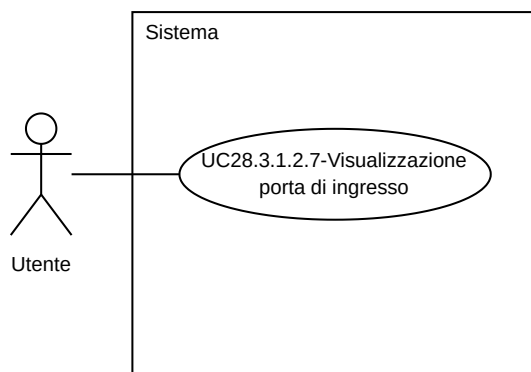 Sistema
UC28.3.1.2.7-Visualizzazione
porta di ingresso
Utente